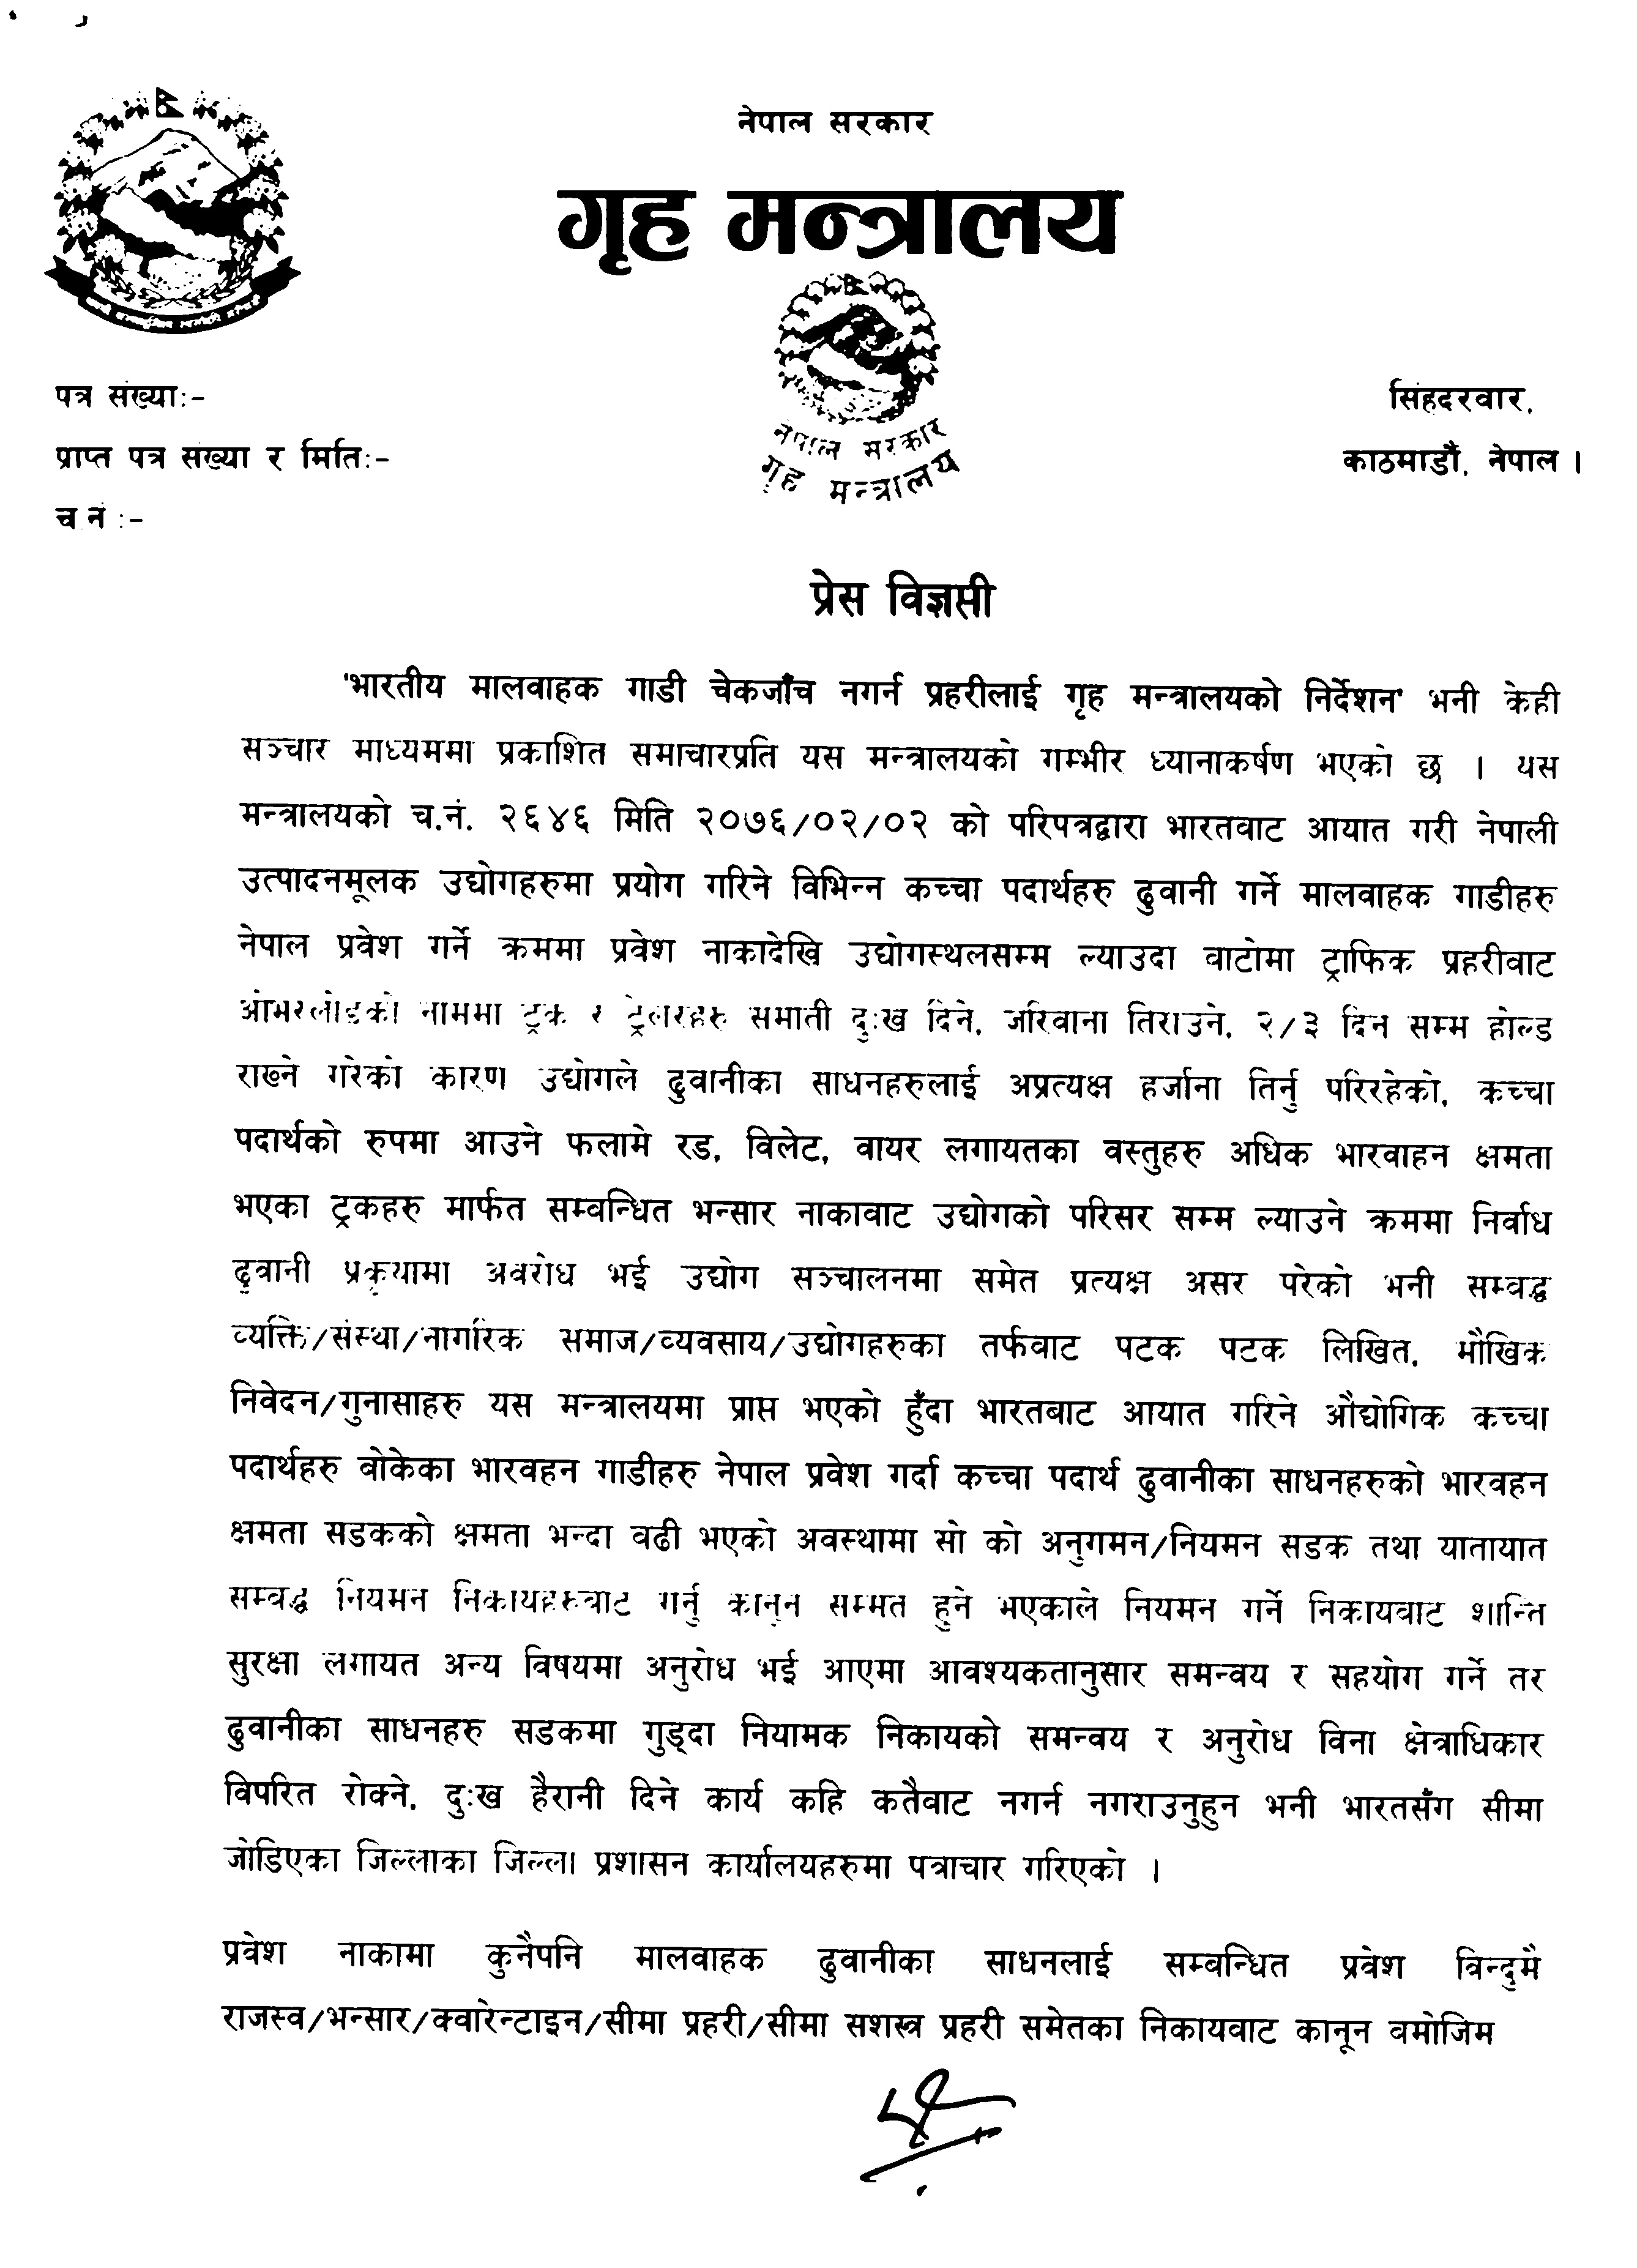 नेपाल सरकार
गृह मन्त्रालय
नेपाल सरकार
गृह मन्त्रालय
पत्र संख्याः-
प्राप्त पत्र संख्या र मितिः-
च.नं.:-
सिंहदरवार,
काठमाडौं, नेपाल ।
प्रेस विज्ञप्ती
'भारतीय मालवाहक गाडी चेकजाँच नगर्न प्रहरीलाई गृह मन्त्रालयको निर्देशन' भनी केही
सञ्चार माध्यममा प्रकाशित समाचारप्रति यस मन्त्रालयको गम्भीर ध्यानाकर्षण भएको छ । यस
मन्त्रालयको च.नं. २६४६ मिति २०७६/०२/०२ को परिपत्रद्वारा भारतवाट आयात गरी नेपाली
उत्पादनमूलक उद्योगहरुमा प्रयोग गरिने विभिन्न कच्चा पदार्थहरु ढुवानी गर्ने मालवाहक गाडीहरु
नेपाल प्रवेश गर्ने क्रममा प्रवेश नाकादेखि उद्योगस्थलसम्म ल्याउदा वाटोमा ट्राफिक प्रहरीवाट
ओभरलोडको नाममा ट्रक र ट्रेलरहरु समाती दुःख दिने, जरिवाना तिराउने, २/३ दिन सम्म होल्ड
राख्ने गरेको कारण उद्योगले ढुवानीका साधनहरुलाई अप्रत्यक्ष हर्जाना तिर्नु परिरहेको, कच्चा
पदार्थको रुपमा आउने फलामे रड, विलेट, वायर लगायतका वस्तुहरु अधिक भारवाहन क्षमता
भएका ट्रकहरु मार्फत सम्बन्धित भन्सार नाकावाट उद्योगको परिसर सम्म ल्याउने क्रममा निर्वाध
ढुवानी प्रकृयामा अवरोध भई उद्योग सञ्चालनमा समेत प्रत्यक्ष असर परेको भनी सम्वद्ध
व्यक्ति/संस्था/नागरिक समाज/व्यवसाय/उद्योगहरुका तर्फवाट पटक पटक लिखित, मौखिक
निवेदन/गुनासाहरु यस मन्त्रालयमा प्राप्त भएको हुँदा भारतबाट आयात गरिने औद्योगिक कच्चा
पदार्थहरु वोकेका भारवहन गाडीहरु नेपाल प्रवेश गर्दा कच्चा पदार्थ ढुवानीका साधनहरुको भारवहन
क्षमता सडकको क्षमता भन्दा वढी भएको अवस्थामा सो को अनुगमन/नियमन सडक तथा यातायात
सम्वद्ध नियमन निकायहरुवाट गर्नु कानून सम्मत हुने भएकाले नियमन गर्ने निकायवाट शान्ति
सुरक्षा लगायत अन्य विषयमा अनुरोध भई आएमा आवश्यकतानुसार समन्वय र सहयोग गर्ने तर
ढुवानीका साधनहरु सडकमा गुड्दा नियामक निकायको समन्वय र अनुरोध विना क्षेत्राधिकार
विपरित रोक्ने, दुःख हैरानी दिने कार्य कहि कतैवाट नगर्न नगराउनुहुन भनी भारतसँग सीमा
जोडिएका जिल्लाका जिल्ला प्रशासन कार्यालयहरुमा पत्राचार गरिएको ।
प्रवेश नाकामा कुनैपनि मालवाहक ढुवानीका साधनलाई सम्बन्धित प्रवेश विन्दुमै
राजस्व/भन्सार/क्वारेन्टाइन/सीमा प्रहरी/सीमा सशस्त्र प्रहरी समेतका निकायवाट कानून बमोजिम